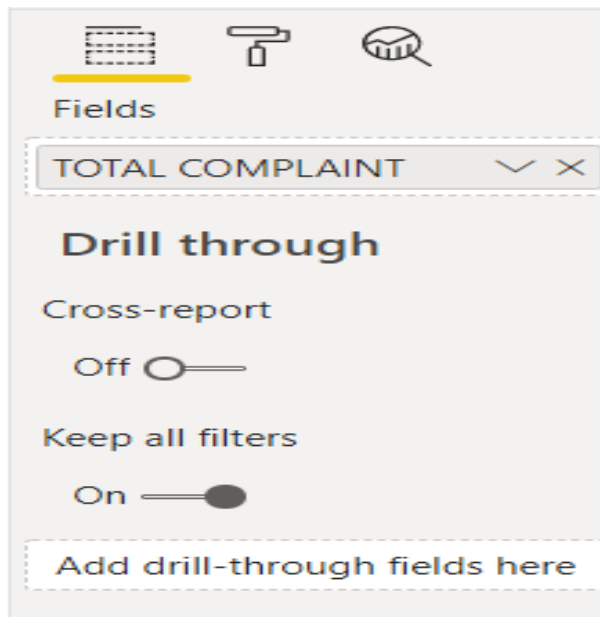 Fields
TOTAL COMPLAINT
Drill through
Cross-report
Off
Keep all filters
On
Add drill-through fields here